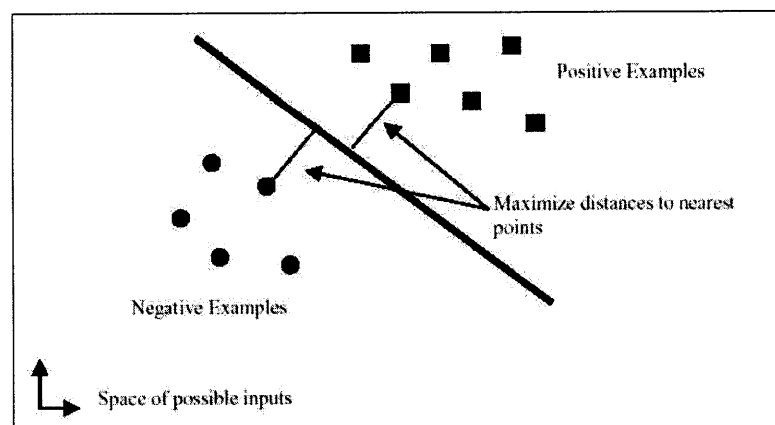 Positive Examples
Maximize distances to nearest
points
Negative Examples
Space of possible inputs